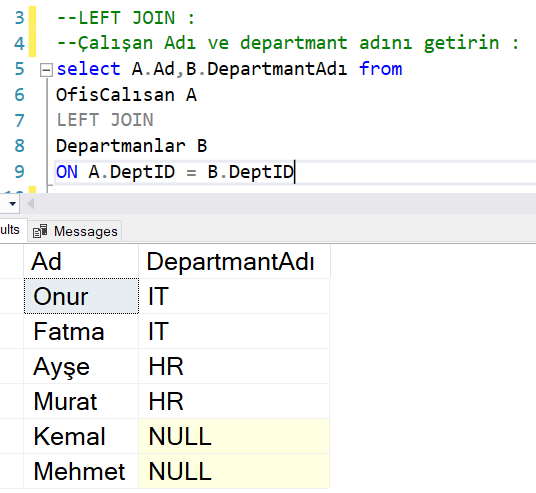 3 --LEFT JOIN :
4 --Çalışan Adı ve departmant adını getirin :
5 select A.Ad,B.DepartmantAdı from
6 OfisCalısan A
7 LEFT JOIN
8 Departmanlar B
9 ON A.DeptID = B.DeptID
ults Messages
Ad DepartmantAdı
Onur IT
Fatma IT
Ayşe HR
Murat HR
Kemal NULL
Mehmet NULL